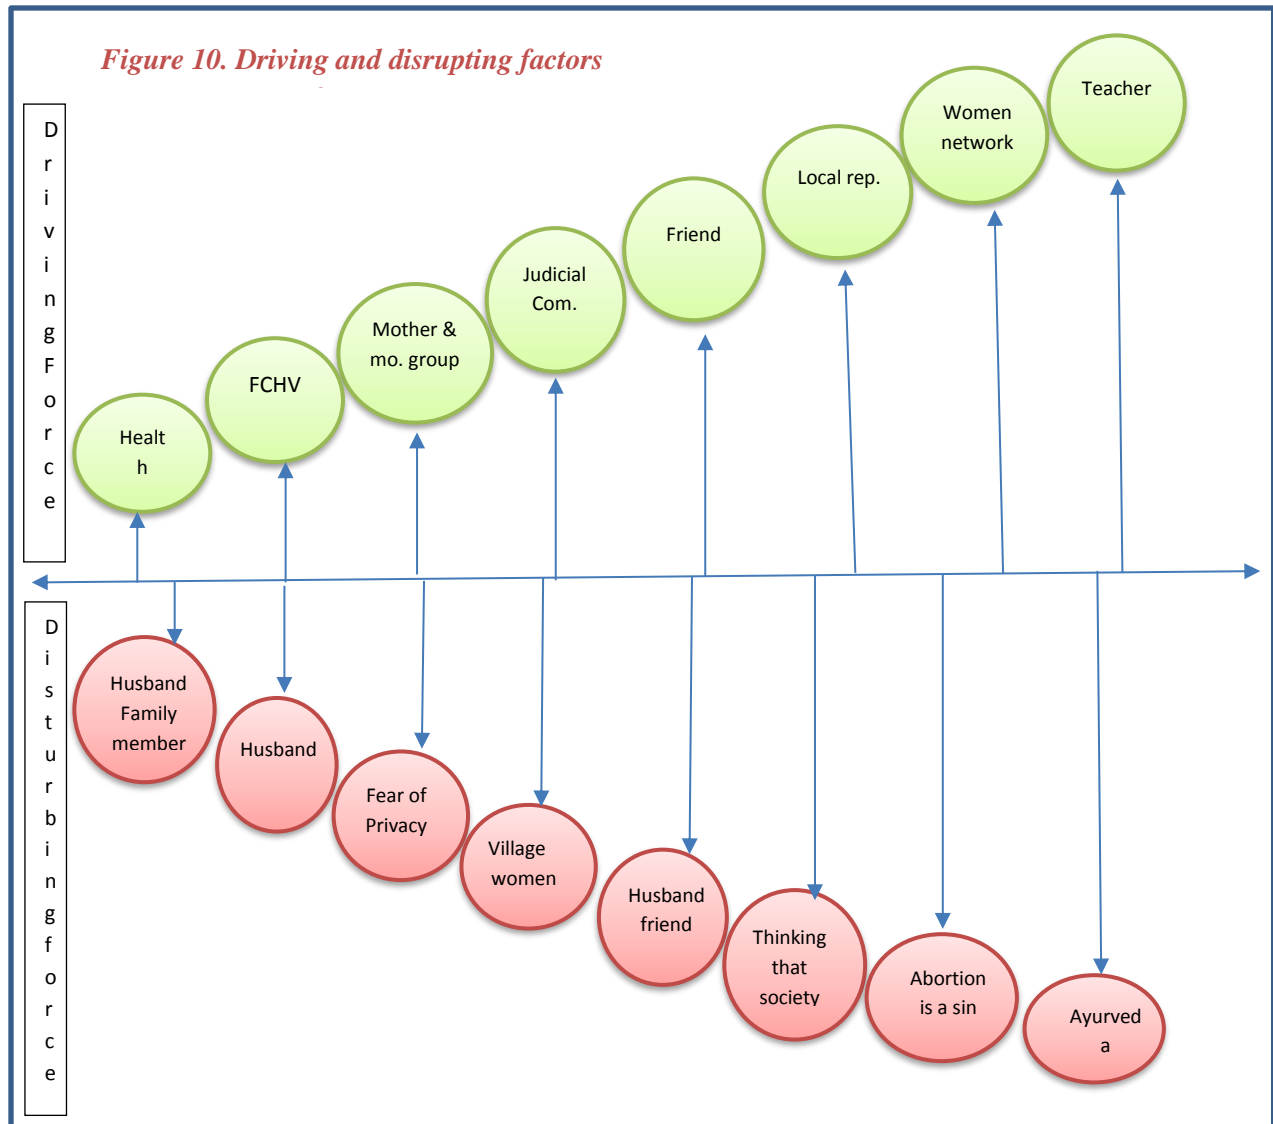 Figure 10. Driving and disrupting factors
D
r
i
v
i
n
g
F
o
r
c
e
Healt
h
FCHV
Mother &
mo. group
Judicial
Com.
Friend
Local rep.
Women
network
Teacher
D
i
s
t
u
r
b
i
n
g
f
o
r
c
e
Husband
Family
member
Husband
Fear of
Privacy
Village
women
Husband
friend
Thinking
that
society
Abortion
is a sin
Ayurved
a